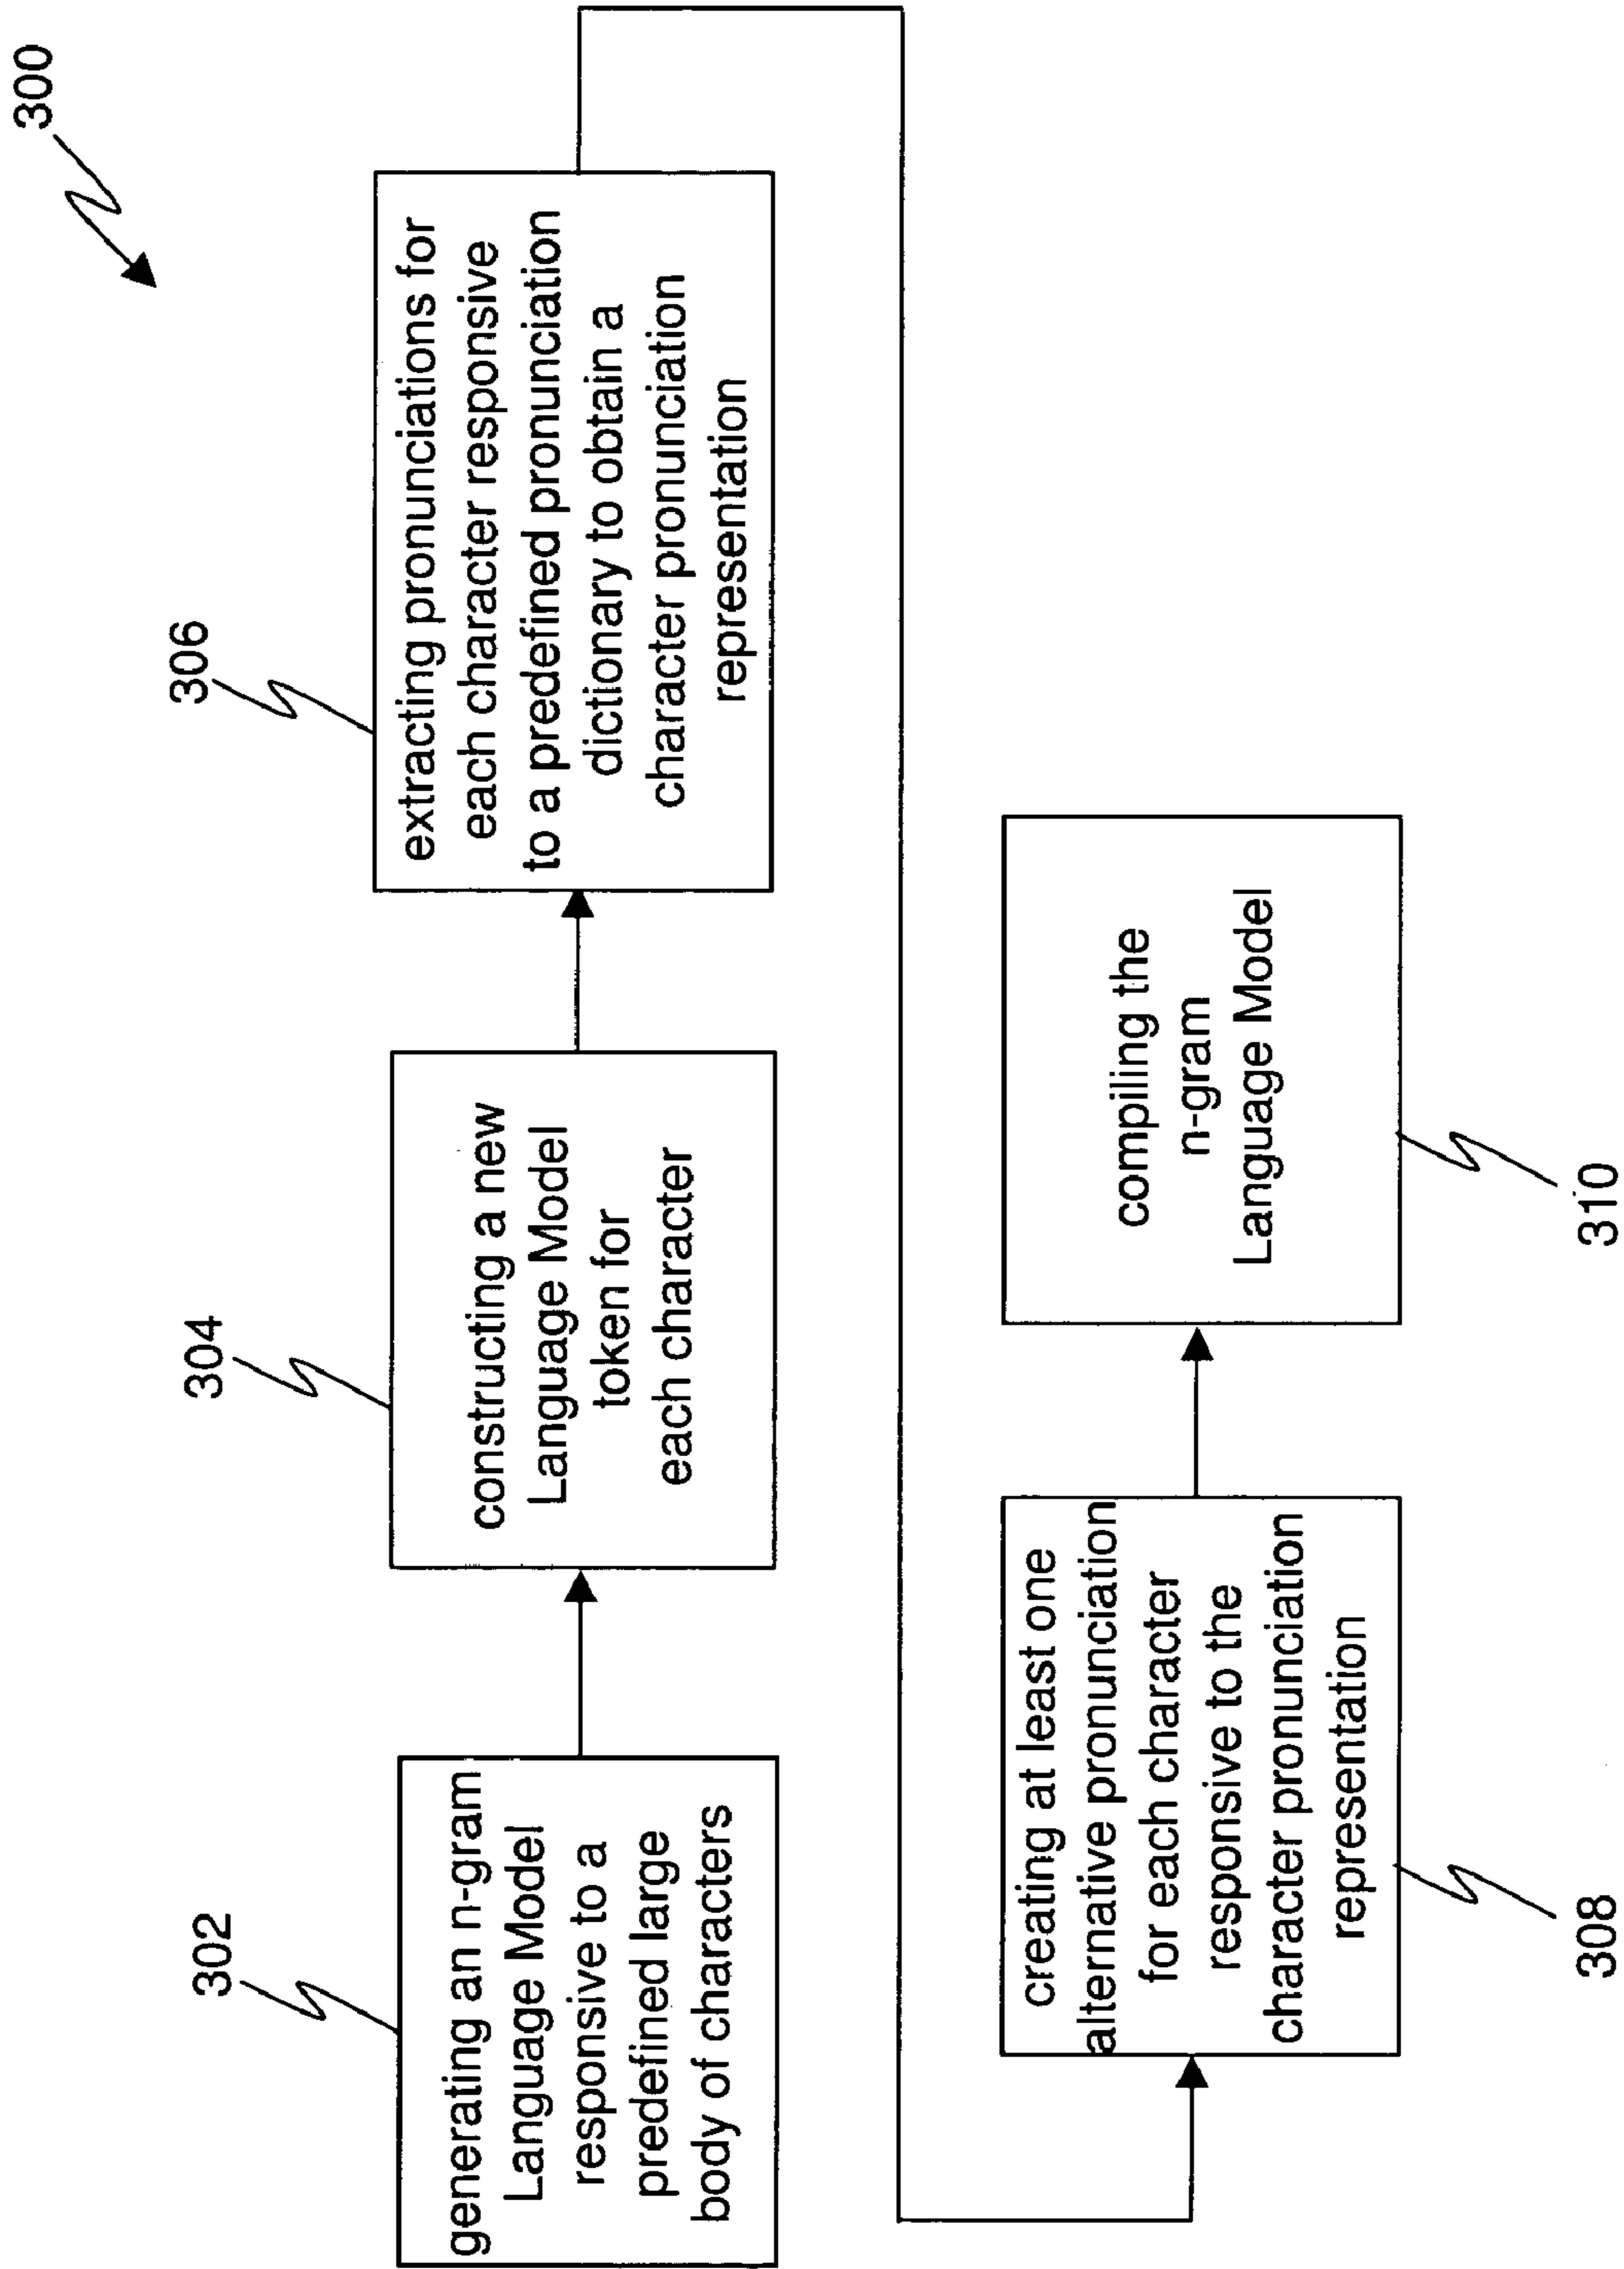 300
302
generating an n-gram
Language Model
responsive to a
predefined large
body of characters
304
constructing a new
Language Model
token for
each character
306
extracting pronunciations for
each character responsive
to a predefined pronunciation
dictionary to obtain a
character pronunciation
representation
creating at least one
alternative pronunciation
for each character
responsive to the
character pronunciation
representation
308
compiling the
n-gram
Language Model
310